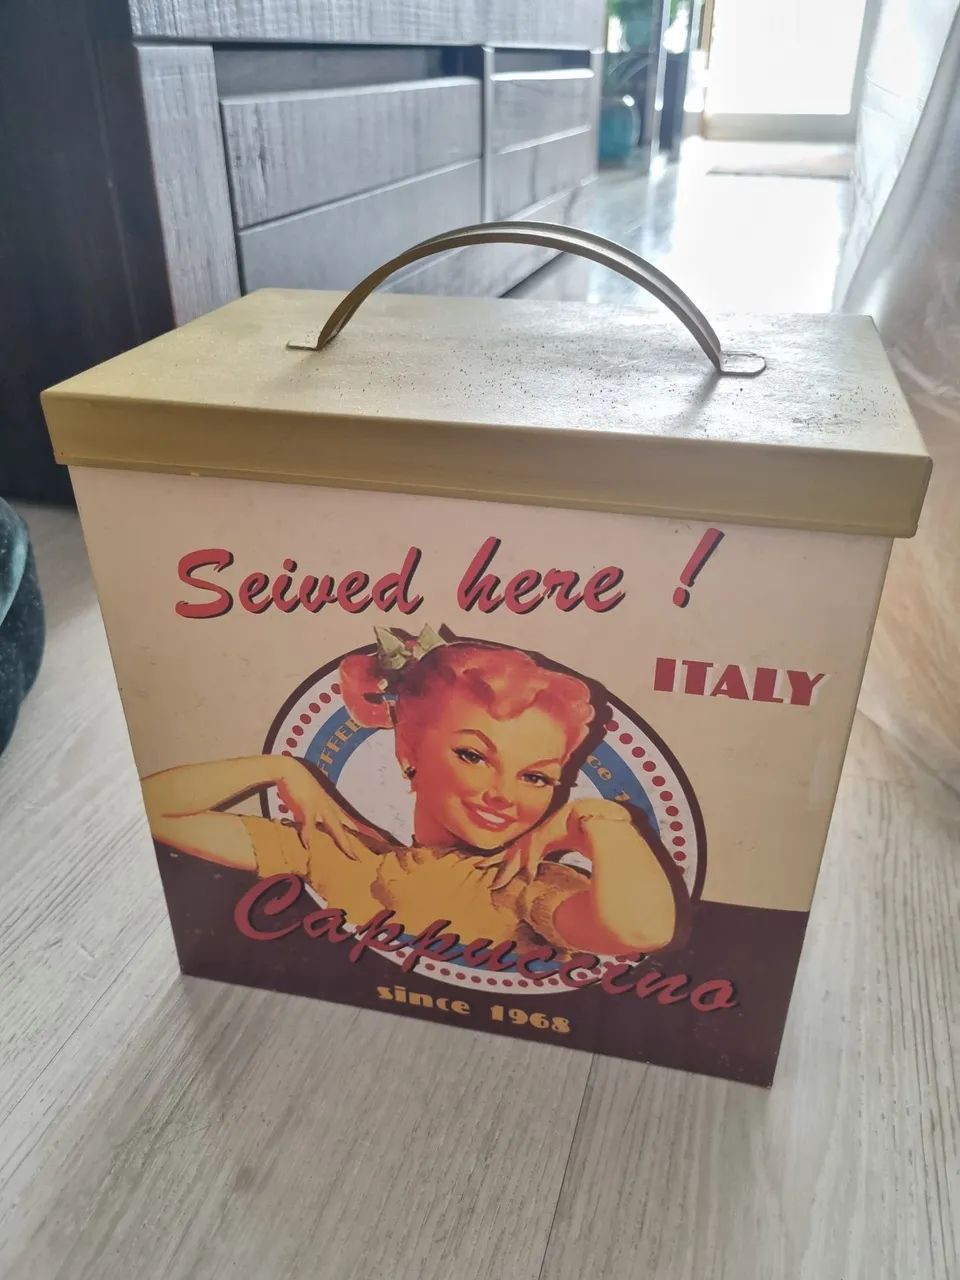 Seived here !
ITALY
Cappuccino
since 1968